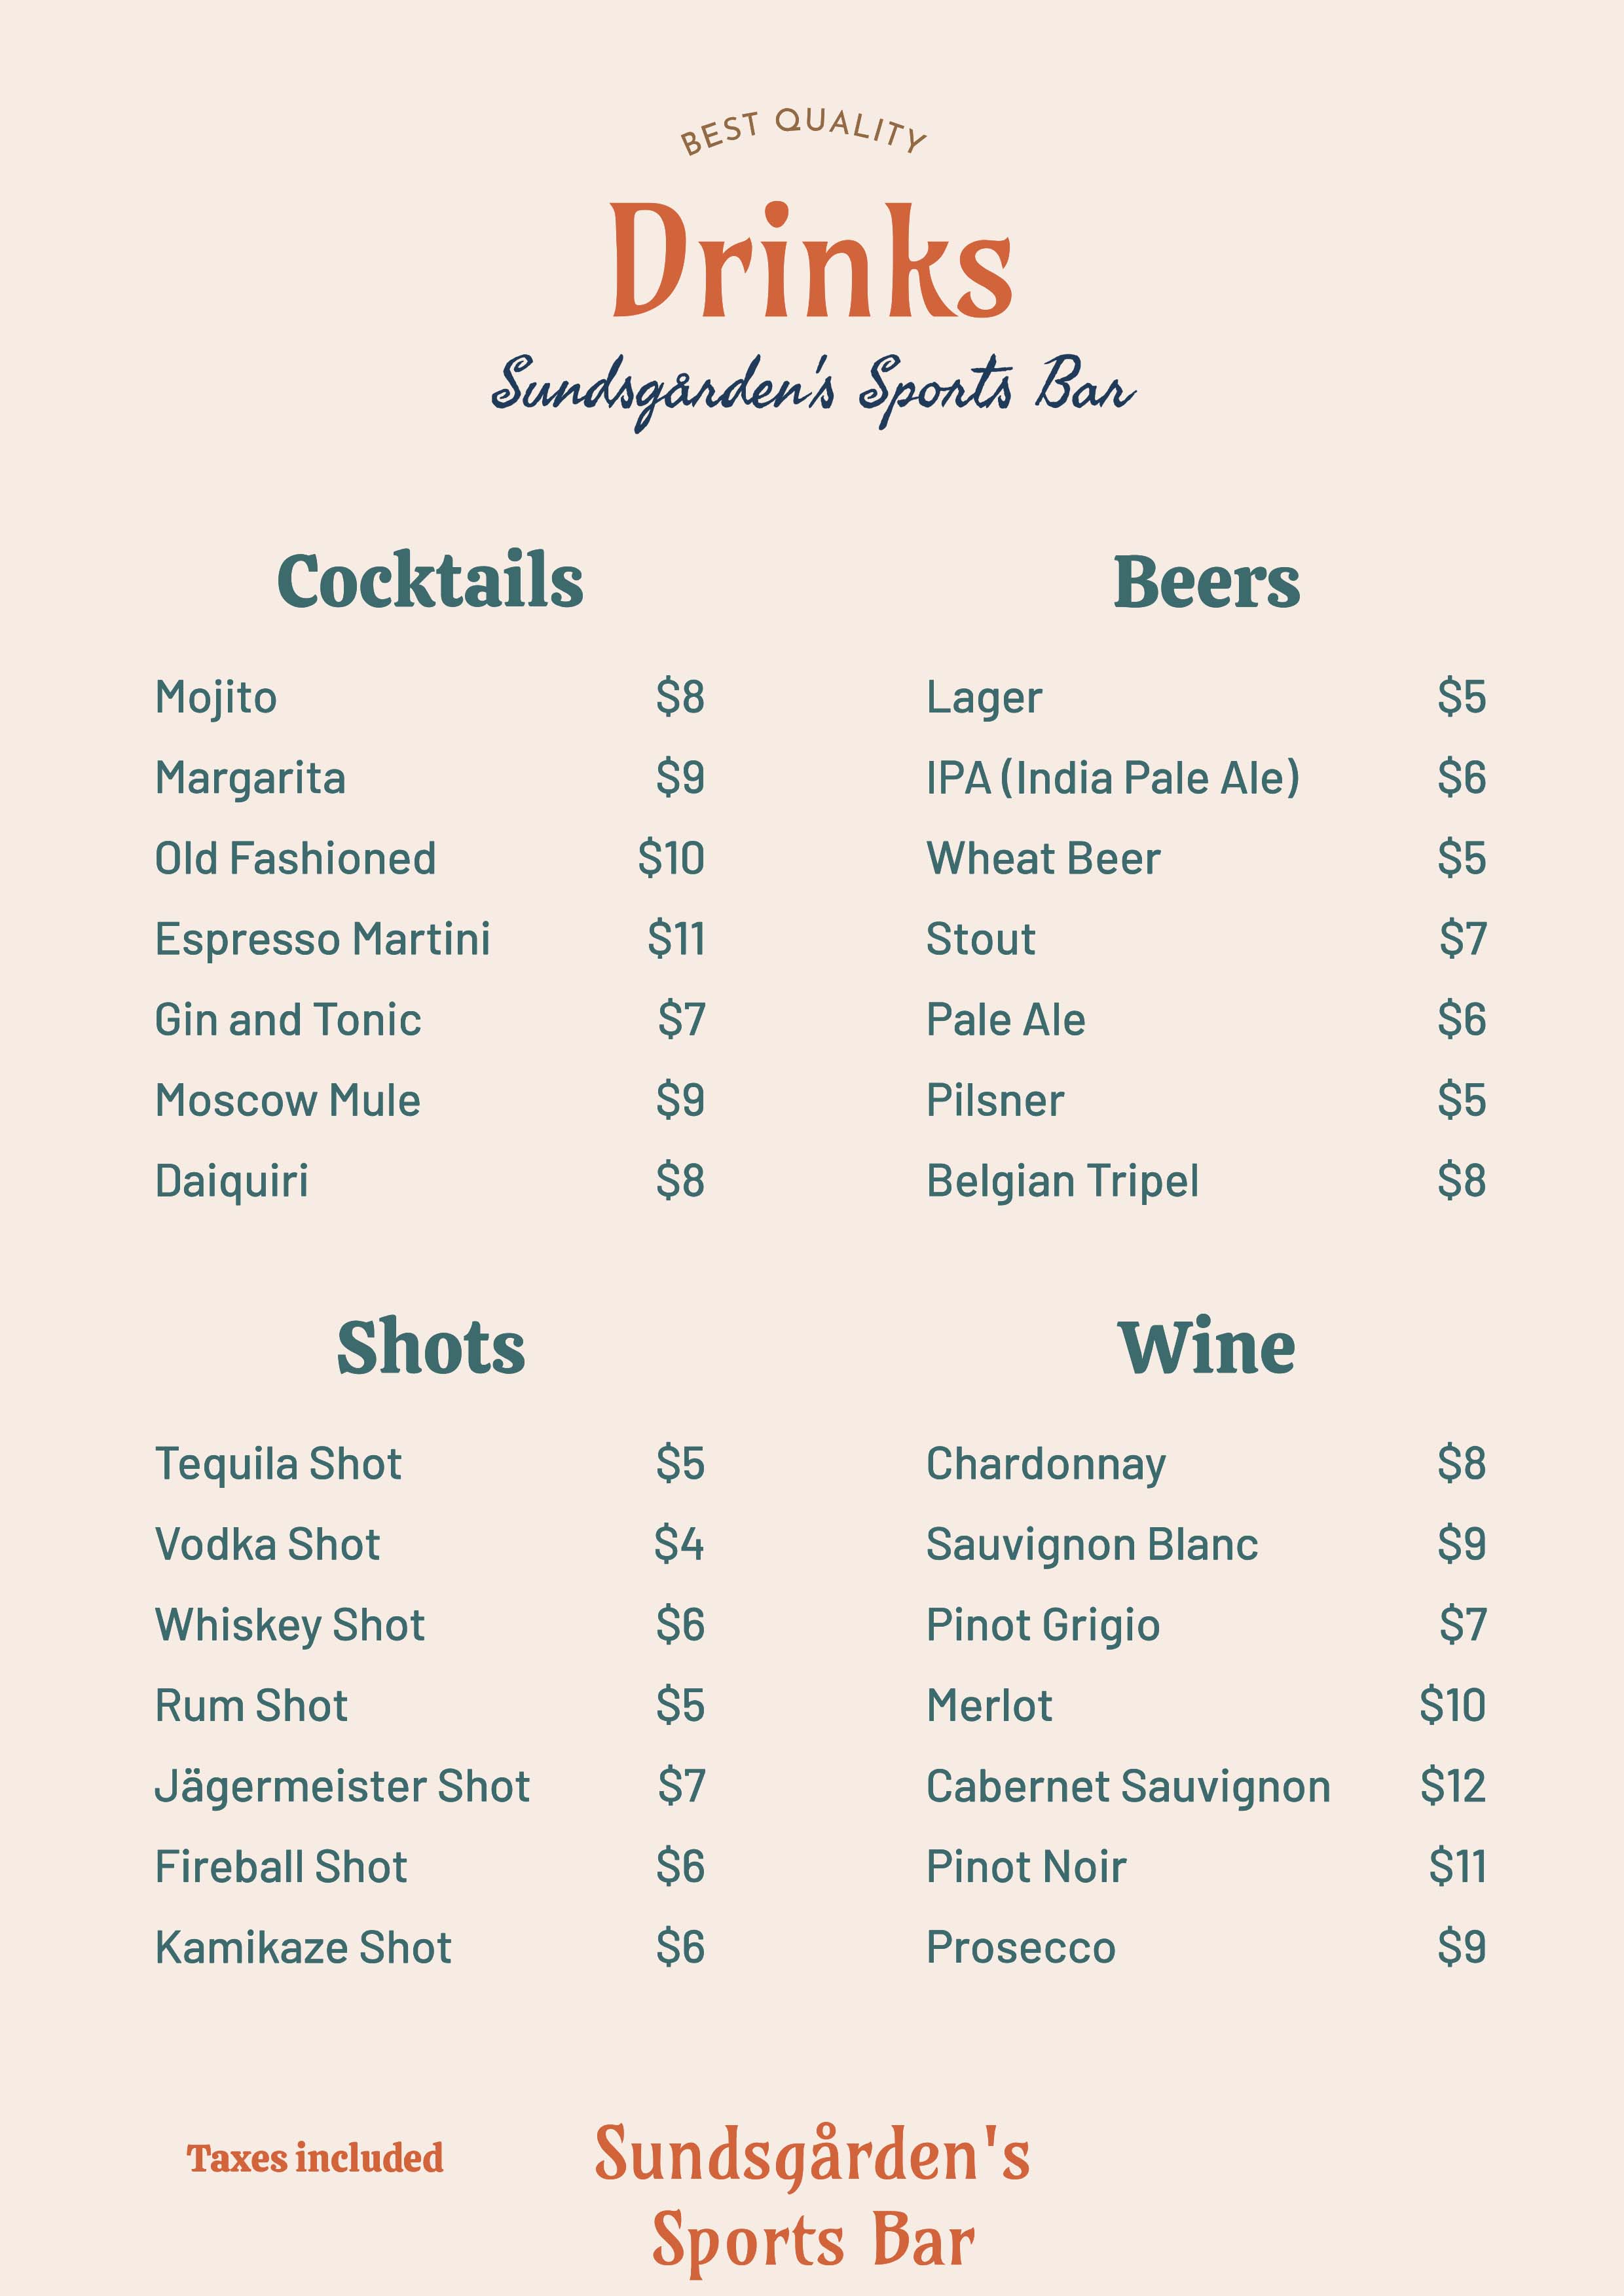 BEST QUALITY
Drinks
Sundsgården's Sports Bar
Cocktails
Mojito $8
Margarita $9
Old Fashioned $10
Espresso Martini $11
Gin and Tonic $7
Moscow Mule $9
Daiquiri $8
Beers
Lager $5
IPA (India Pale Ale) $6
Wheat Beer $5
Stout $7
Pale Ale $6
Pilsner $5
Belgian Tripel $8
Shots
Tequila Shot $5
Vodka Shot $4
Whiskey Shot $6
Rum Shot $5
Jägermeister Shot $7
Fireball Shot $6
Kamikaze Shot $6
Wine
Chardonnay $8
Sauvignon Blanc $9
Pinot Grigio $7
Merlot $10
Cabernet Sauvignon $12
Pinot Noir $11
Prosecco $9
Taxes included
Sundsgården's
Sports Bar